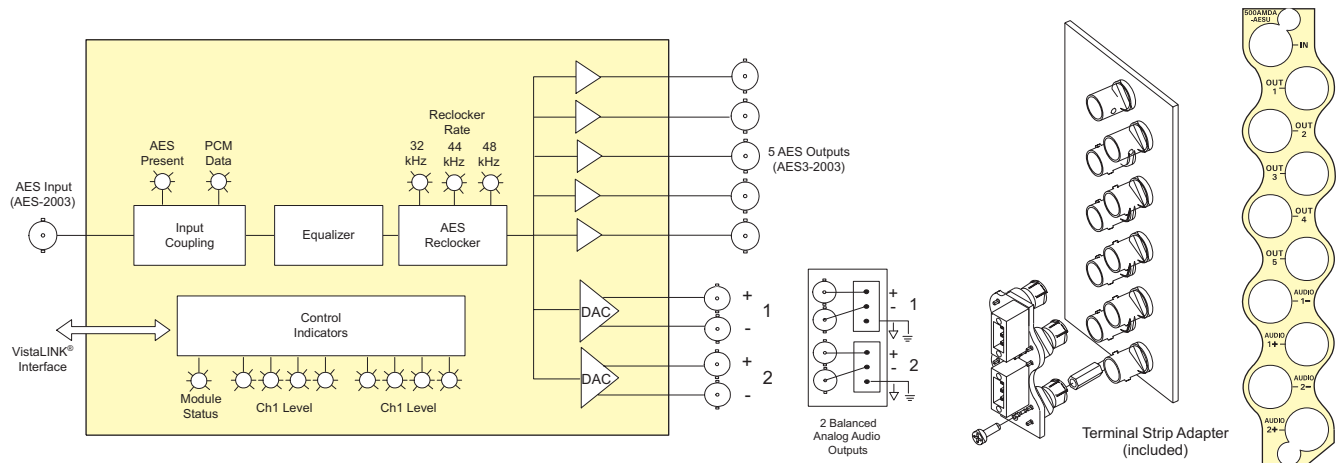 AES
Present
PCM
Data
Reclocker
Rate
32
kHz
44
kHz
48
kHz
AES Input
(AES-2003)
Input
Coupling
Equalizer
AES
Reclocker
5 AES Outputs
(AES3-2003)
DAC
+
1
-
DAC
+
2
-
Control
Indicators
VistaLINK®
Interface
Module
Status
Ch1 Level
Ch1 Level
+
- 1
+
- 2
2 Balanced
Analog Audio
Outputs
Terminal Strip Adapter
(included)
500AMDA
-AESU
IN
OUT
1
OUT
2
OUT
3
OUT
4
OUT
5
AUDIO
1-
AUDIO
1+
AUDIO
2-
AUDIO
2+